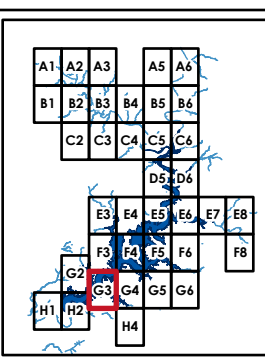 A1 A2 A3 A5 A6
B1 B2 B3 B4 B5 B6
C2 C3 C4 C5 C6
D5 D6
E3 E4 E5 E6 E7 E8
F3 F4 F5 F6 F8
G2 G3 G4 G5 G6
H1 H2 H4